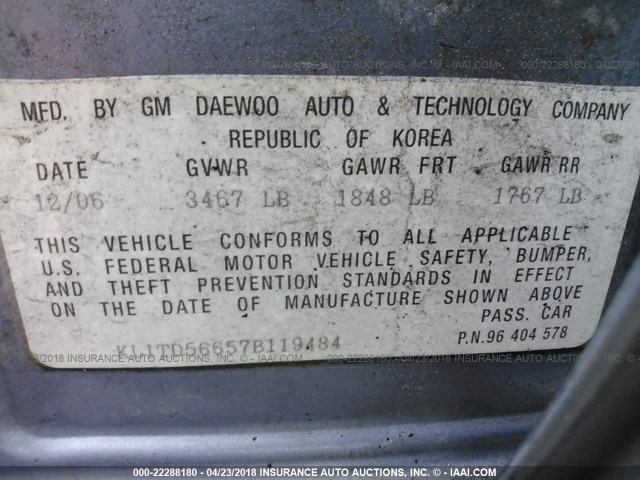 MFD. BY GM DAEWOO AUTO & TECHNOLOGY COMPANY
REPUBLIC OF KOREA
DATE GVWR GAWR FRT GAWR RR
12/06 3467 LB 1848 LB 1767 LB
THIS VEHICLE CONFORMS TO ALL APPLICABLE
U.S. FEDERAL MOTOR VEHICLE SAFETY, BUMPER,
AND THEFT PREVENTION STANDARDS IN EFFECT
ON THE DATE OF MANUFACTURE SHOWN ABOVE
PASS. CAR
KL1TD56657B119484 P.N.96 404 578
000-22288180 - 04/23/2018 INSURANCE AUTO AUCTIONS - © - IAAI.COM